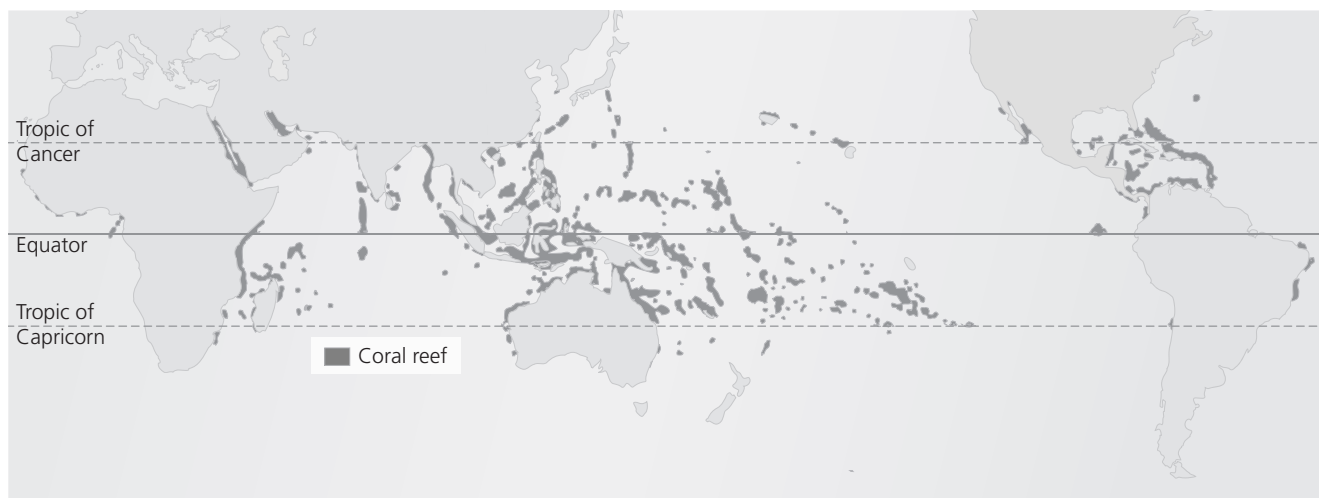 Tropic of
Cancer
Equator
Tropic of
Capricorn
Coral reef